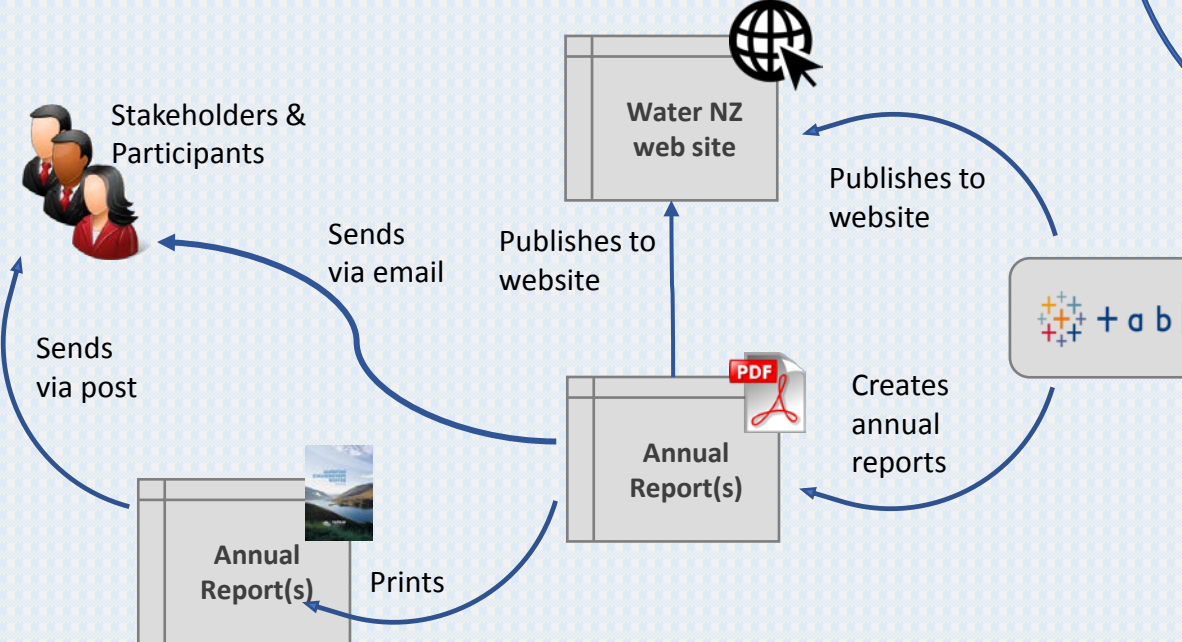 Water NZ
web site
Stakeholders &
Participants
Publishes to
website
Sends
via email
Publishes to
website
+ a b
Sends
via post
PDF
Creates
annual
reports
Annual
Report(s)
Annual
Report(s)
Prints